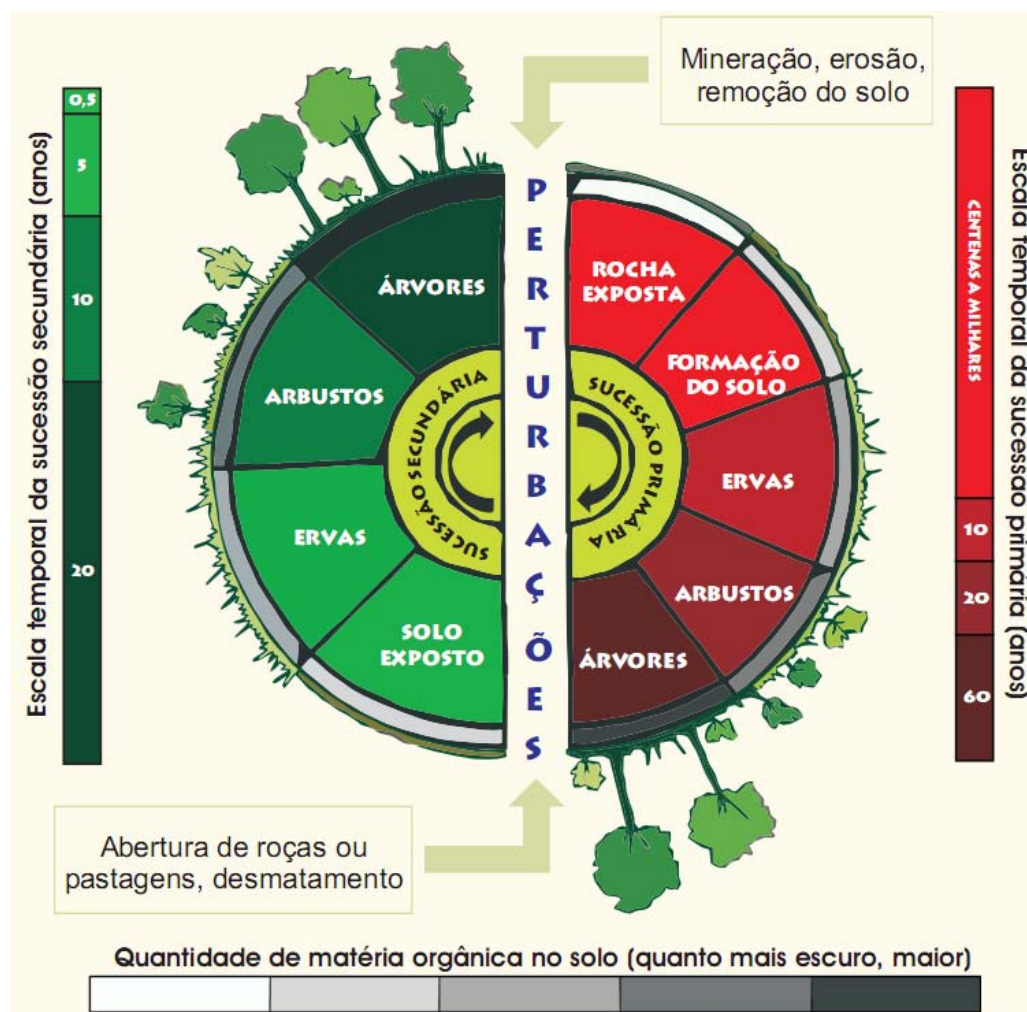 Mineração, erosão,
remoção do solo
Escala temporal da sucessão secundária (anos)
0,5
5
10
20
PERTURBAÇÕES
ÁRVORES
ARBUSTOS
ERVAS
SOLO
EXPOSTO
SUCESSÃO SECUNDÁRIA
SUCESSÃO PRIMÁRIA
ROCHA
EXPOSTA
FORMAÇÃO
DO SOLO
ERVAS
ARBUSTOS
ÁRVORES
CENTENAS A MILHARES
10
20
60
Escala temporal da sucessão primária (anos)
Abertura de roças ou
pastagens, desmatamento
Quantidade de matéria orgânica no solo (quanto mais escuro, maior)